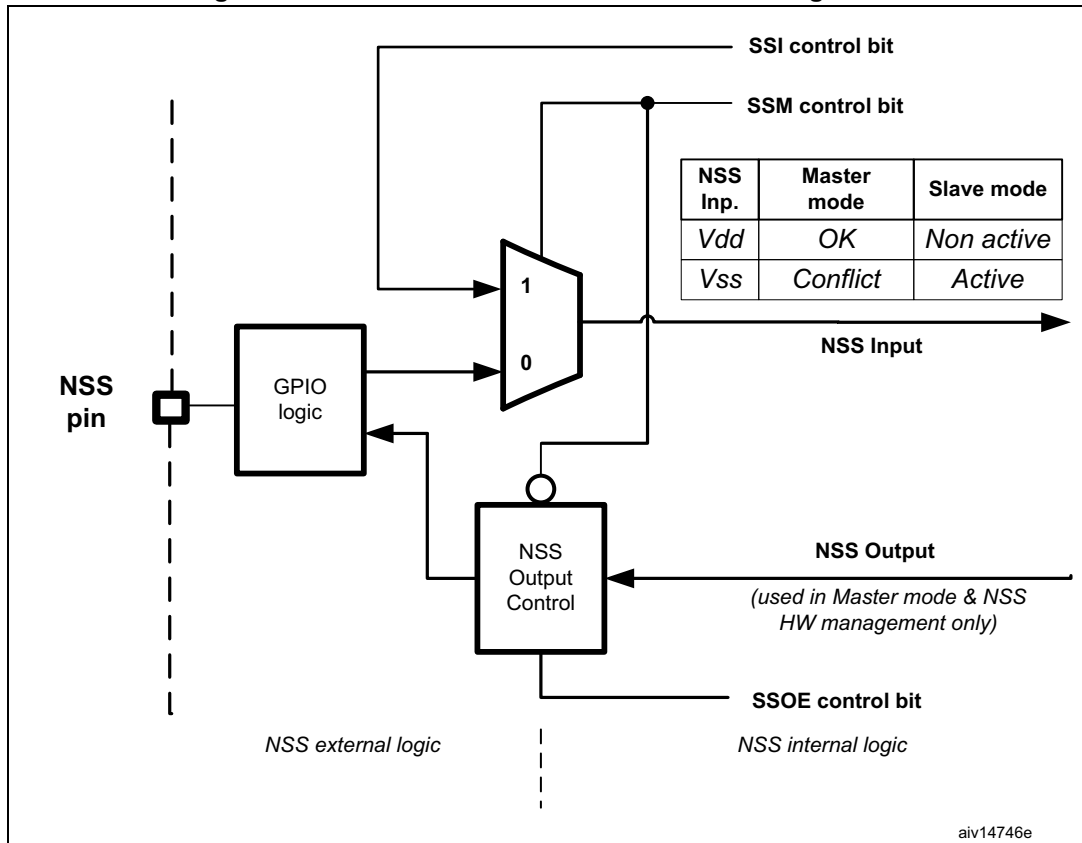 SSI control bit
SSM control bit
NSS Inp. Master mode Slave mode
Vdd OK Non active
Vss Conflict Active
1
0
NSS Input
NSS
pin
GPIO
logic
NSS
Output
Control
NSS Output
(used in Master mode & NSS
HW management only)
SSOE control bit
NSS external logic
NSS internal logic
aiv14746e